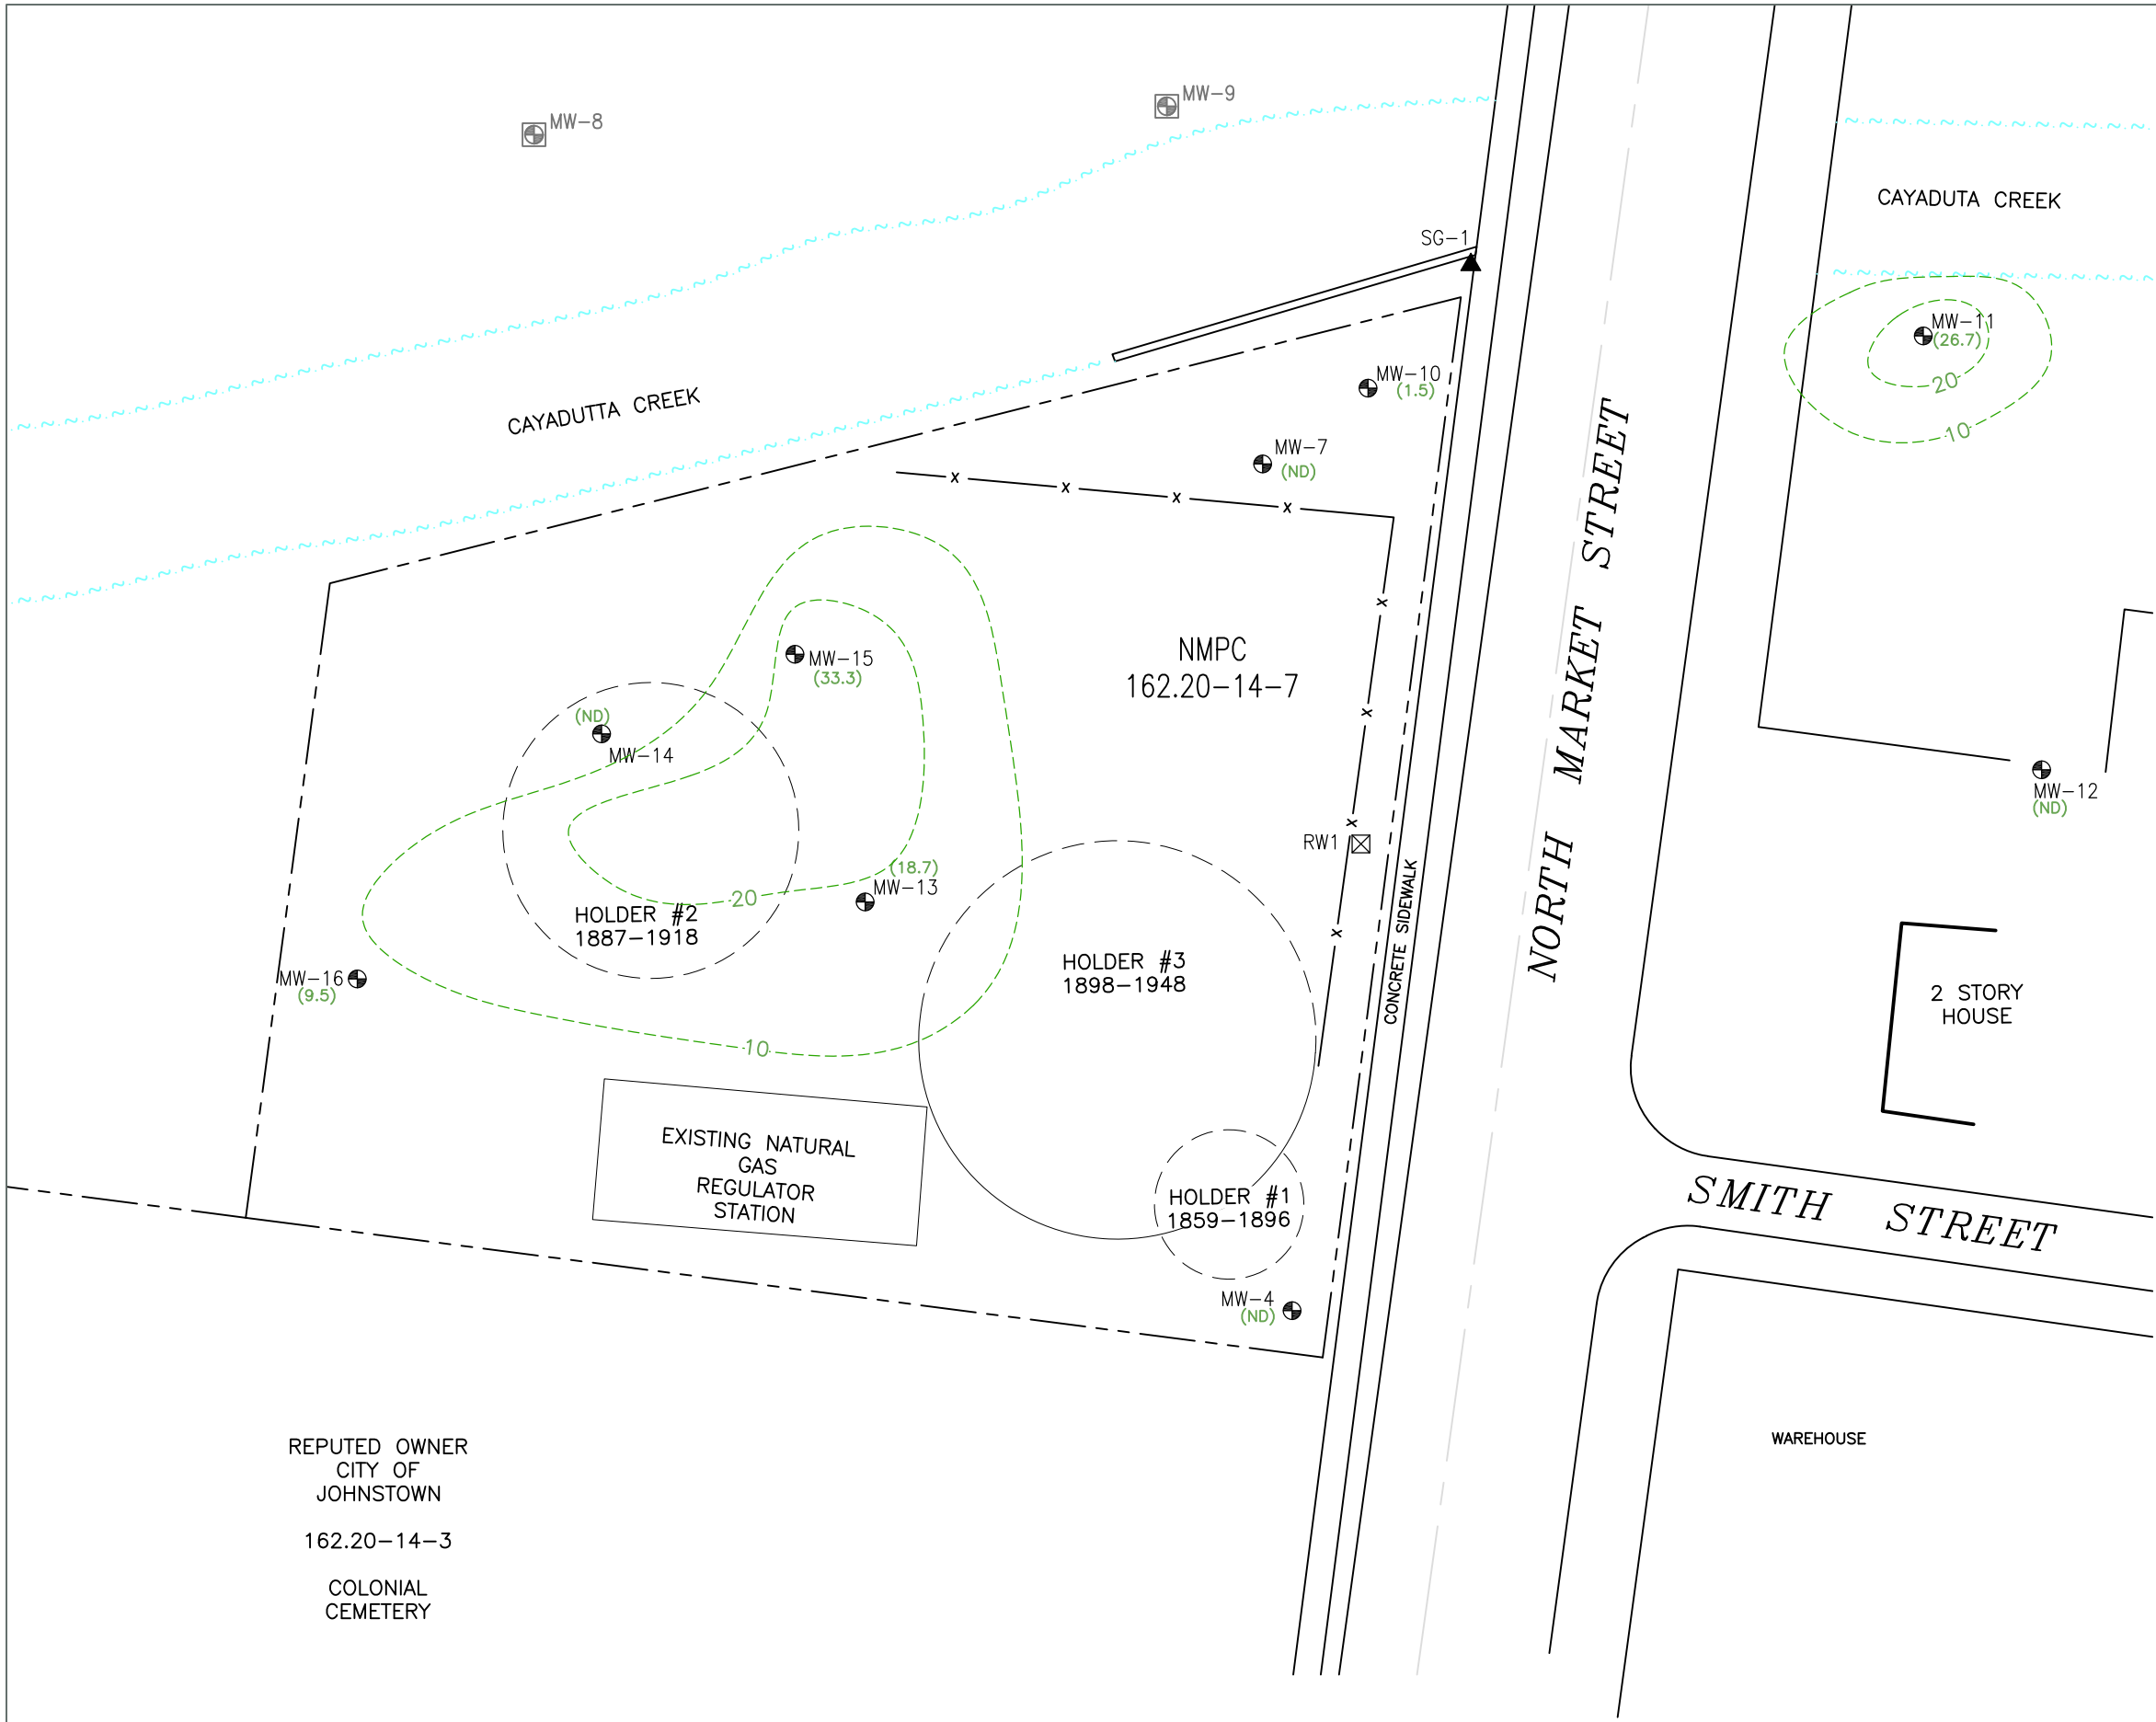 MW-9
MW-8
CAYADUTA CREEK
SG-1
MW-11
(26.7)
20
10
MW-10
(1.5)
CAYADUTTA CREEK
MW-7
(ND)
NMPC
162.20-14-7
MW-15
(33.3)
(ND)
MW-14
NORTH MARKET STREET
MW-12
(ND)
RW1
CONCRETE SIDEWALK
(18.7)
MW-13
20
HOLDER #2
1887-1918
HOLDER #3
1898-1948
MW-16
(9.5)
10
2 STORY
HOUSE
EXISTING NATURAL
GAS
REGULATOR
STATION
HOLDER #1
1859-1896
SMITH STREET
MW-4
(ND)
WAREHOUSE
REPUTED OWNER
CITY OF
JOHNSTOWN
162.20-14-3
COLONIAL
CEMETERY